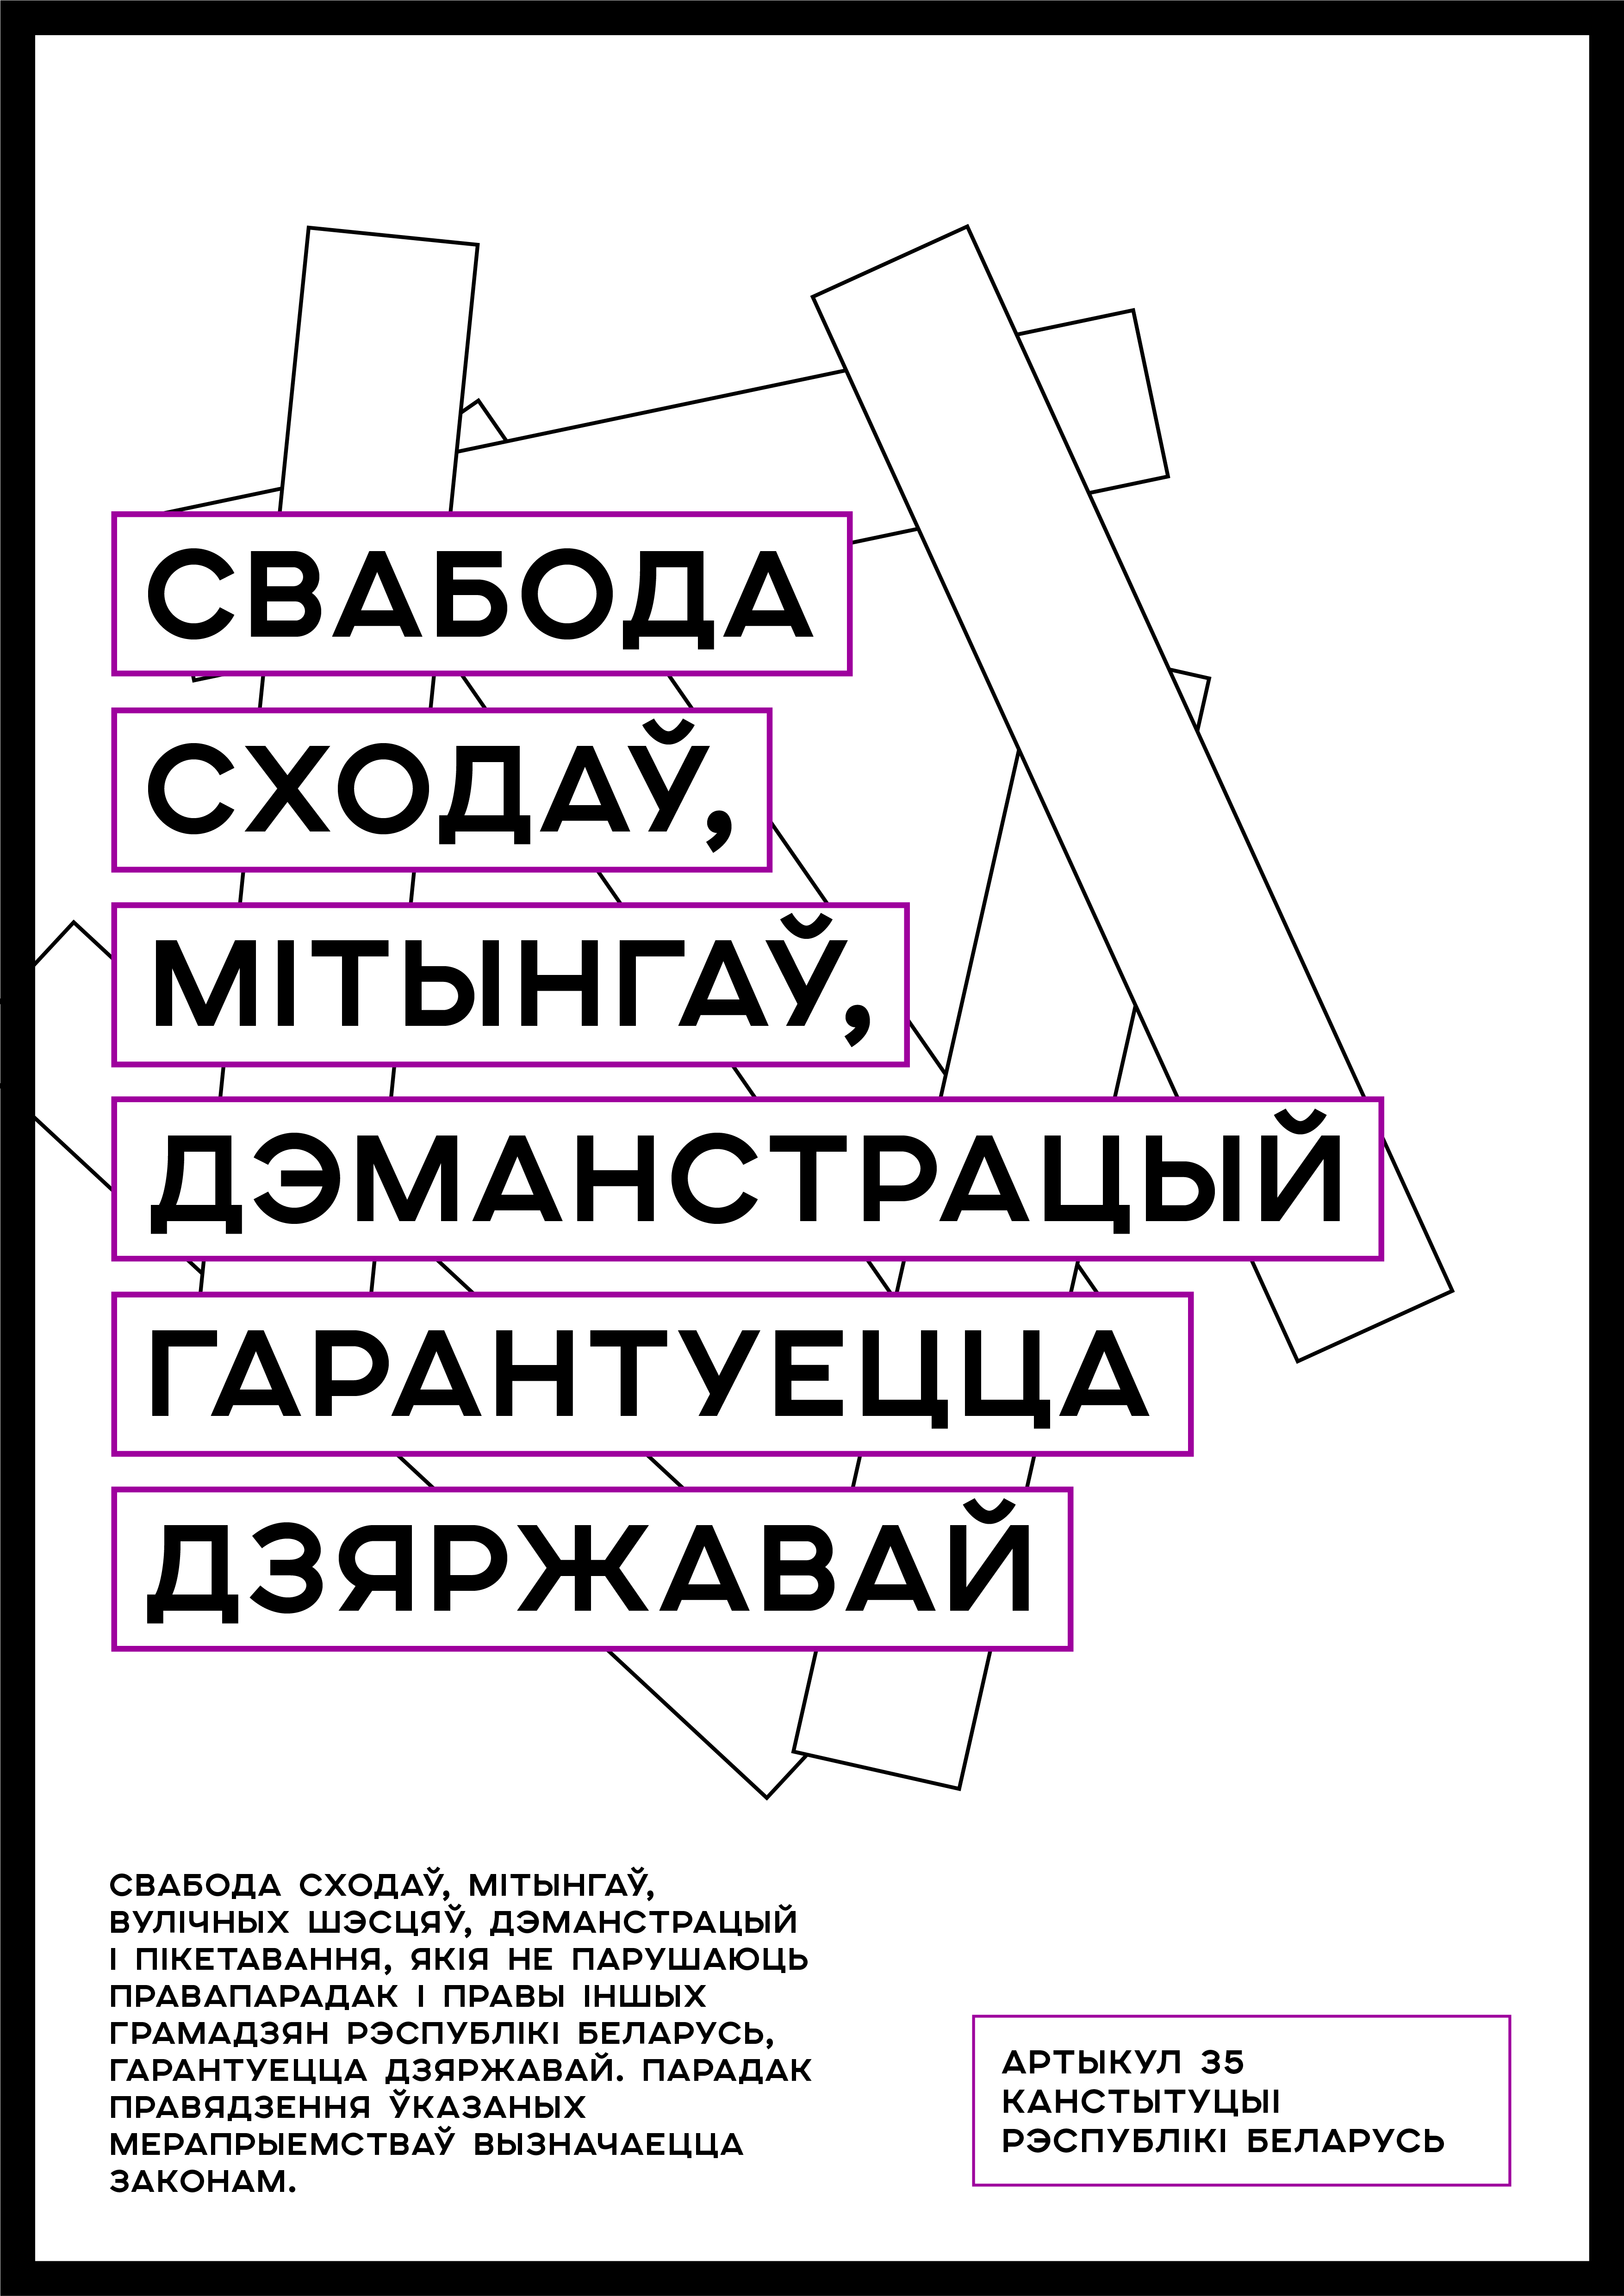 СВАБОДА
СХОДАЎ,
МІТЫНГАЎ,
ДЭМАНСТРАЦЫЙ
ГАРАНТУЕЦЦА
ДЗЯРЖАВАЙ
СВАБОДА СХОДАЎ, МІТЫНГАЎ,
ВУЛІЧНЫХ ШЭСЦЯЎ, ДЭМАНСТРАЦЫЙ
І ПІКЕТАВАННЯ, ЯКІЯ НЕ ПАРУШАЮЦЬ
ПРАВАПАРАДАК І ПРАВЫ ІНШЫХ
ГРАМАДЗЯН РЭСПУБЛІКІ БЕЛАРУСЬ,
ГАРАНТУЕЦЦА ДЗЯРЖАВАЙ. ПАРАДАК
ПРАВЯДЗЕННЯ ЎКАЗАНЫХ
МЕРАПРЫЕМСТВАЎ ВЫЗНАЧАЕЦЦА
ЗАКОНАМ.
АРТЫКУЛ 35
КАНСТЫТУЦЫІ
РЭСПУБЛІКІ БЕЛАРУСЬ